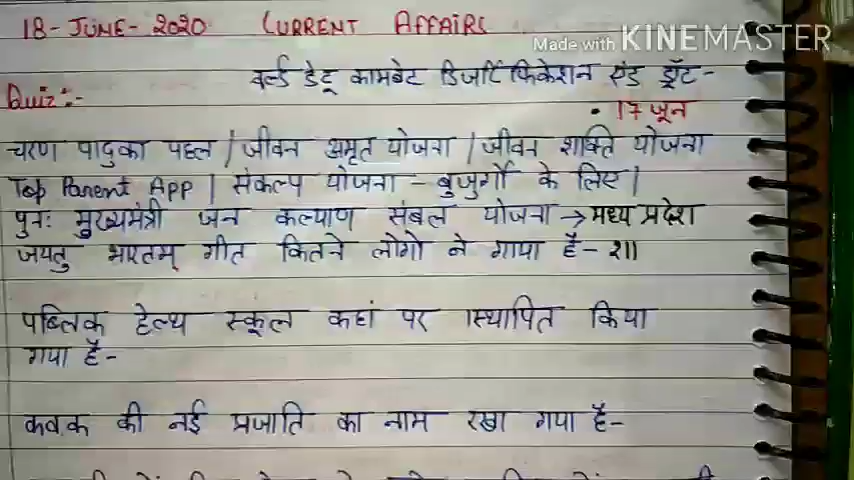 18-JUNE-2020 CURRENT AFFAIRS
Made with KINEMASTER
वर्ल्ड डे टू कामबेट डिजर्टिफिकेशन एंड ड्रॉट-
Quiz:-
• 17 जून
चरण पादुका पहल / जीवन अमृत योजना / जीवन शक्ति योजना
Top Parent App | संकल्प योजना - बुजुर्गों के लिए |
पुनः मुख्यमंत्री जन कल्याण संबल योजना → मध्य प्रदेश
जयतु भारतम् गीत कितने लोगो ने गाया है- 211
पब्लिक हेल्थ स्कूल कहां पर स्थापित किया
गया है-
कवक की नई प्रजाति का नाम रखा गया है-